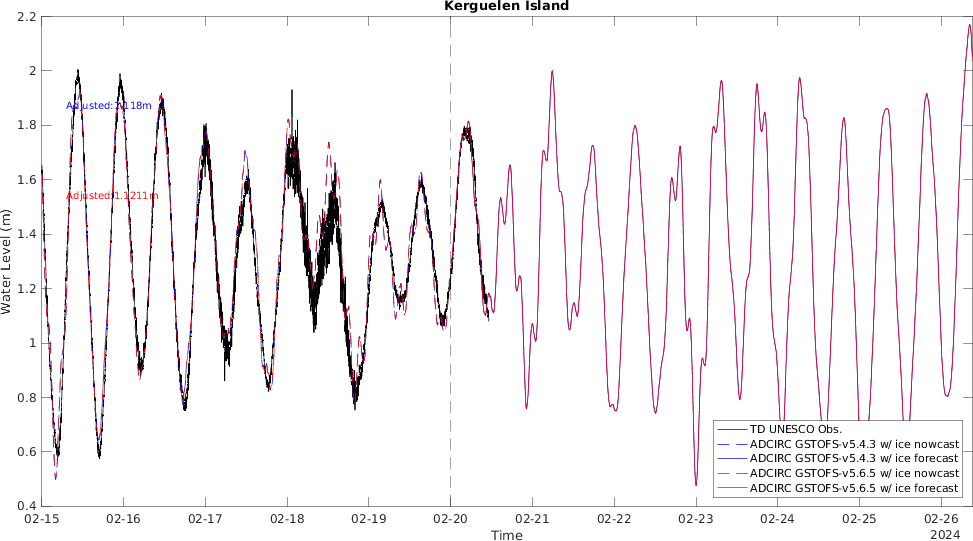 Kerguelen Island
2.2
2
1.8
1.6
1.4
1.2
1
0.8
0.6
0.4
Water Level (m)
Adjusted:1.118m
Adjusted:1.1211m
TD UNESCO Obs.
ADCIRC GSTOFS-v5.4.3 w/ ice nowcast
ADCIRC GSTOFS-v5.4.3 w/ ice forecast
ADCIRC GSTOFS-v5.6.5 w/ ice nowcast
ADCIRC GSTOFS-v5.6.5 w/ ice forecast
02-15 02-16 02-17 02-18 02-19 02-20 02-21 02-22 02-23 02-24 02-25 02-26
2024
Time